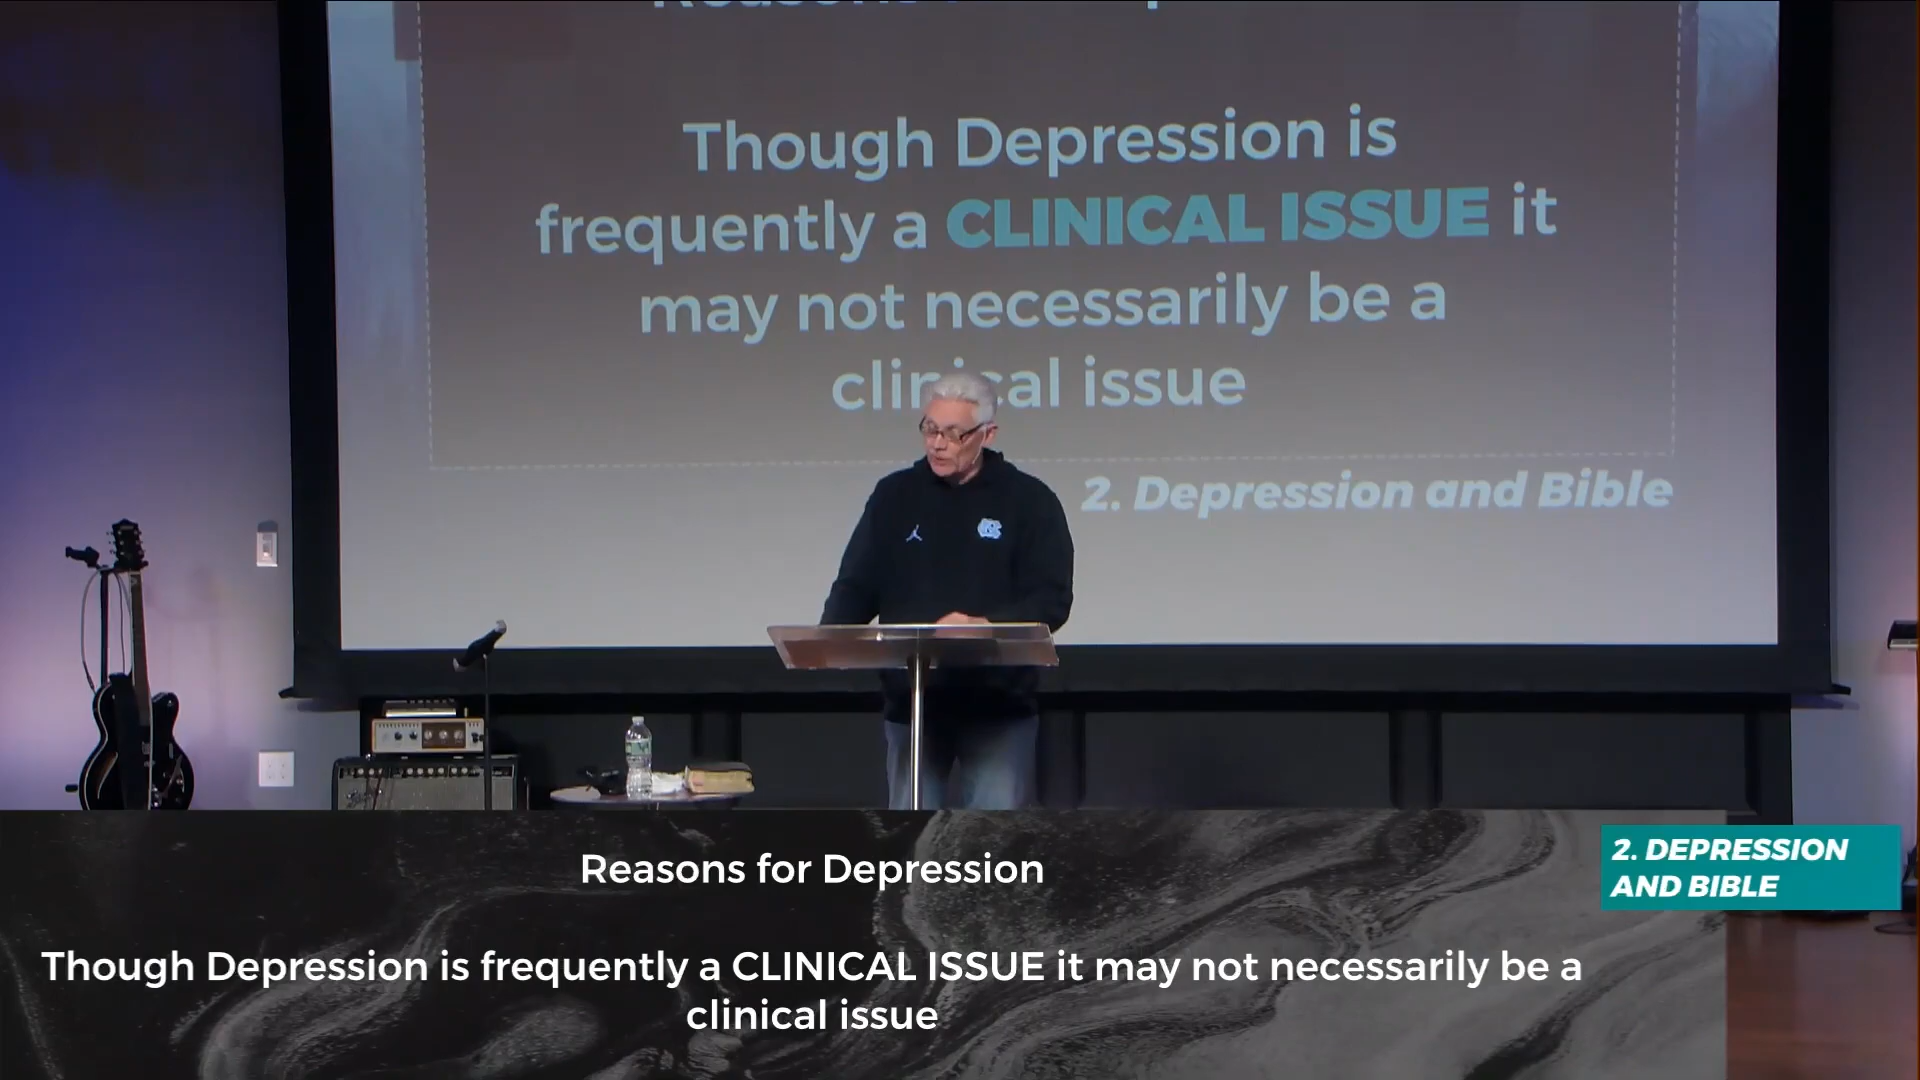 Though Depression is
frequently a CLINICAL ISSUE it
may not necessarily be a
clinical issue
2. Depression and Bible
Reasons for Depression
2. DEPRESSION
AND BIBLE
Though Depression is frequently a CLINICAL ISSUE it may not necessarily be a
clinical issue